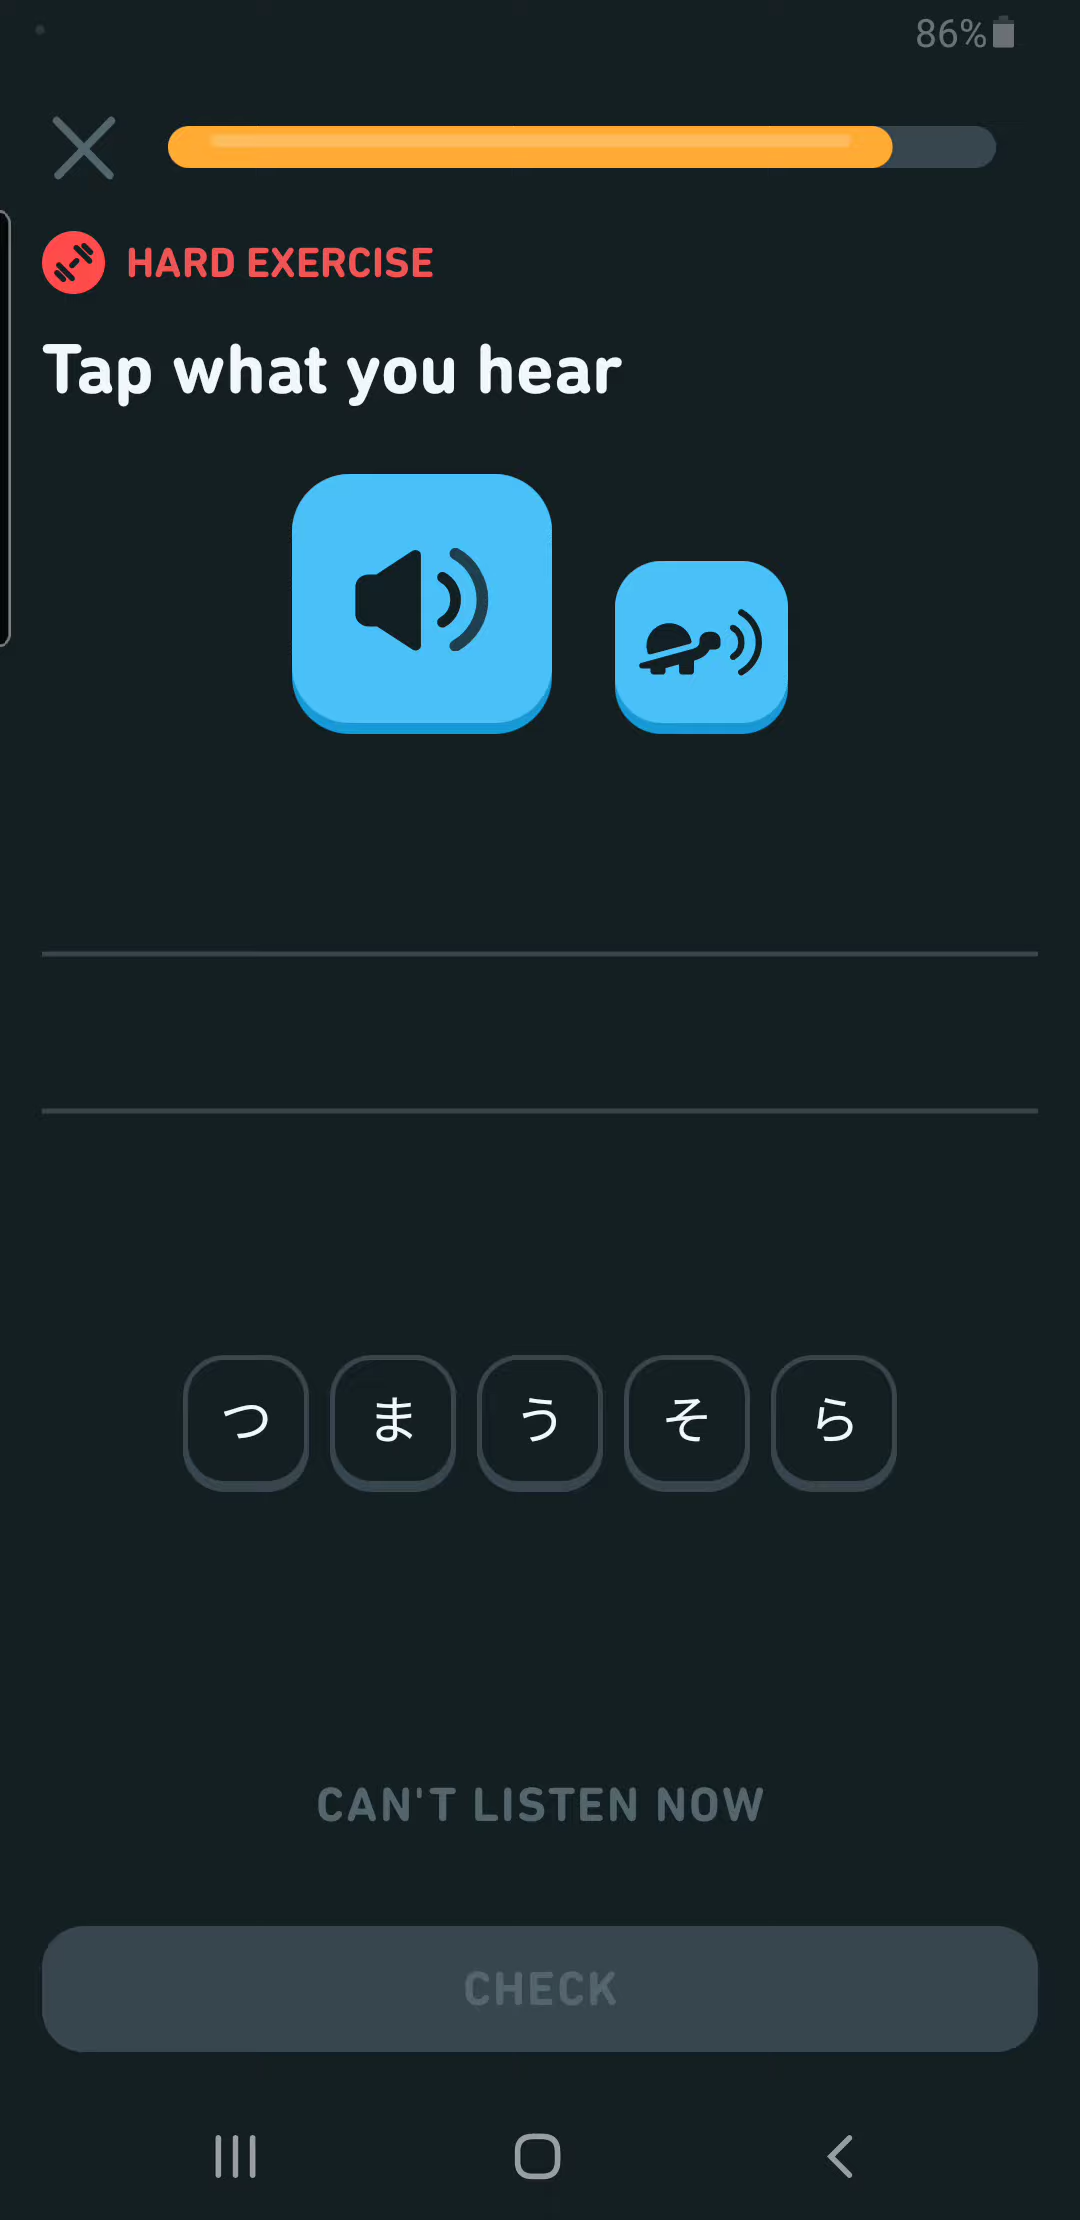 86%
HARD EXERCISE
Tap what you hear
つ ま う そ ら
CAN'T LISTEN NOW
CHECK